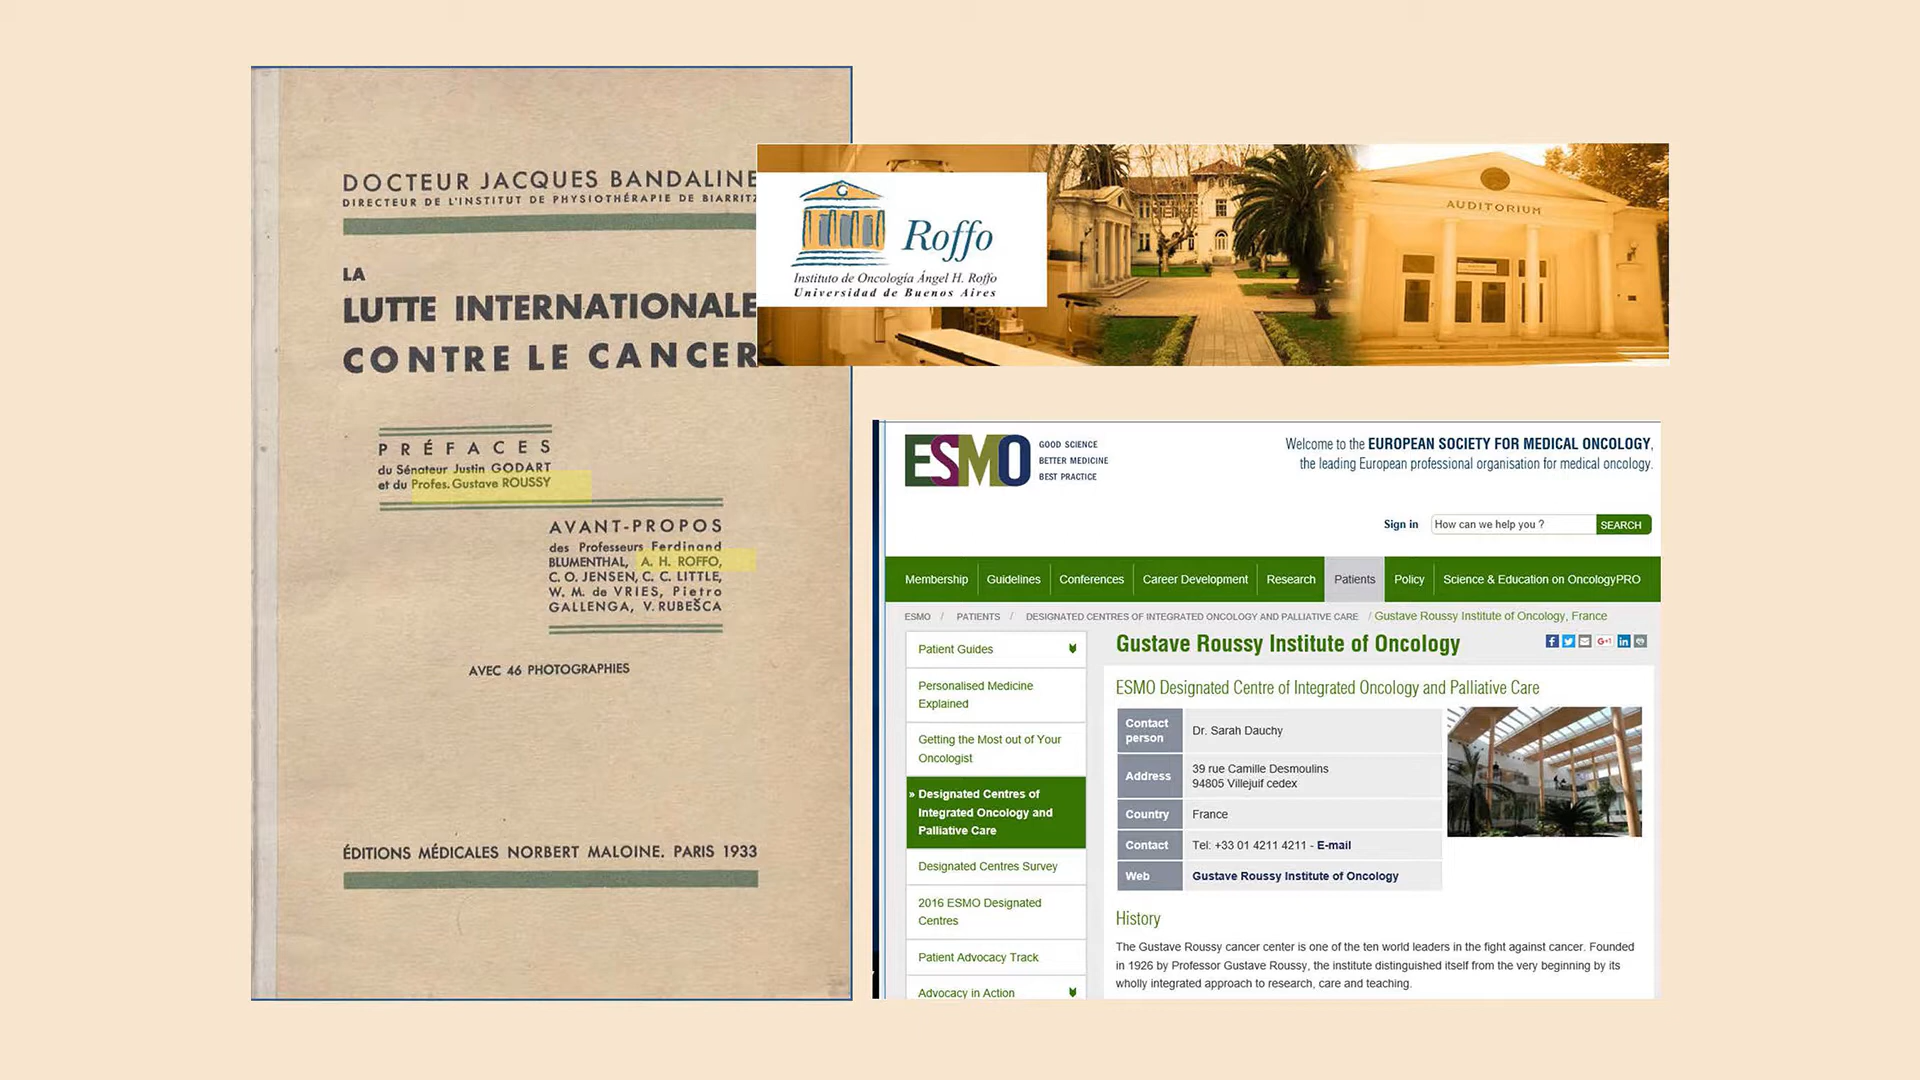 DOCTEUR JACQUES BANDALINE
DIRECTEUR DE L'INSTITUT DE PHYSIOTHÉRAPIE DE BIARRITZ
LA
LUTTE INTERNATIONALE
CONTRE LE CANCER
PRÉFACES
du Sénateur Justin GODART
et du Profes. Gustave ROUSSY
AVANT-PROPOS
des Professeurs Ferdinand
BLUMENTHAL, A. H. ROFFO,
C. O. JENSEN, C. C. LITTLE,
W. M. de VRIES, Pietro
GALLENGA, V. RUBEŠCA
AVEC 46 PHOTOGRAPHIES
ÉDITIONS MÉDICALES NORBERT MALOINE. PARIS 1933
Roffo
Instituto de Oncología Ángel H. Roffo
Universidad de Buenos Aires
AUDITORIUM
ESMO
GOOD SCIENCE
BETTER MEDICINE
BEST PRACTICE
Welcome to the EUROPEAN SOCIETY FOR MEDICAL ONCOLOGY,
the leading European professional organisation for medical oncology.
Sign in How can we help you ? SEARCH
Membership Guidelines Conferences Career Development Research Patients Policy Science & Education on OncologyPRO
ESMO / PATIENTS / DESIGNATED CENTRES OF INTEGRATED ONCOLOGY AND PALLIATIVE CARE / Gustave Roussy Institute of Oncology, France
Patient Guides
Personalised Medicine
Explained
Getting the Most out of Your
Oncologist
» Designated Centres of
Integrated Oncology and
Palliative Care
Designated Centres Survey
2016 ESMO Designated
Centres
Patient Advocacy Track
Advocacy in Action
Gustave Roussy Institute of Oncology
ESMO Designated Centre of Integrated Oncology and Palliative Care
Contact
person
Dr. Sarah Dauchy
Address
39 rue Camille Desmoulins
94805 Villejuif cedex
Country France
Contact Tel: +33 01 4211 4211 - E-mail
Web Gustave Roussy Institute of Oncology
History
The Gustave Roussy cancer center is one of the ten world leaders in the fight against cancer. Founded
in 1926 by Professor Gustave Roussy, the institute distinguished itself from the very beginning by its
wholly integrated approach to research, care and teaching.